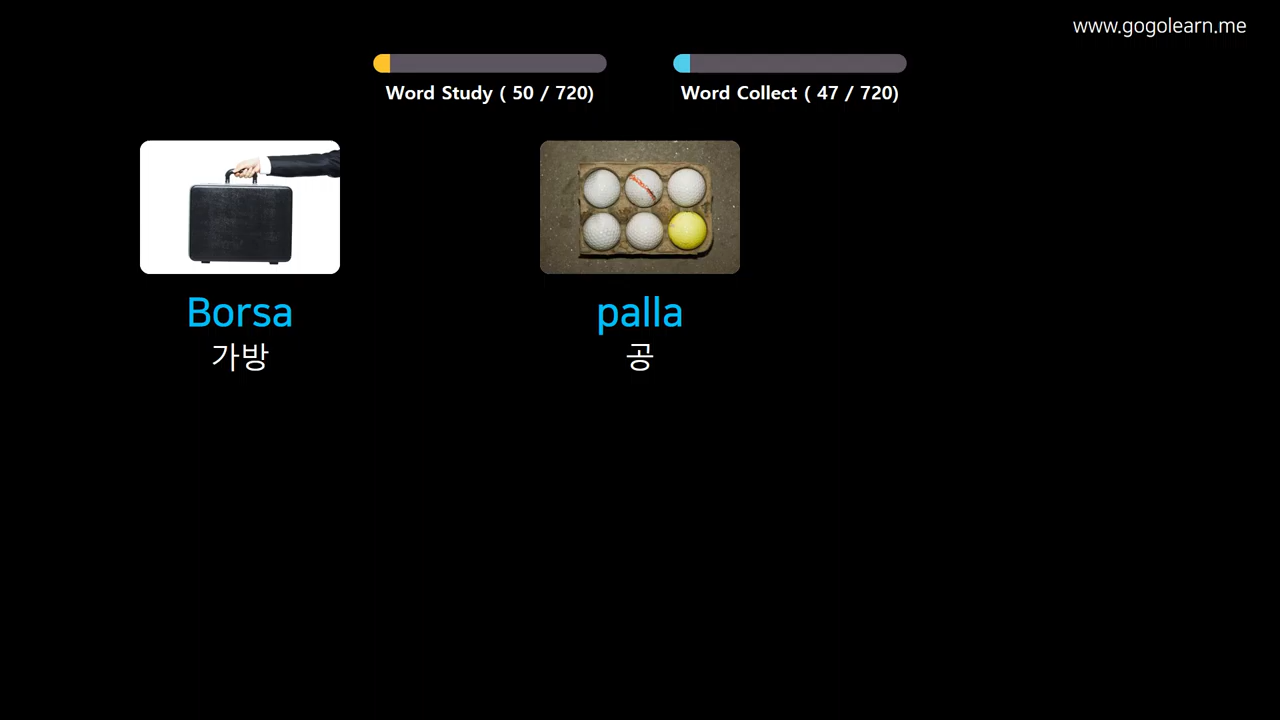 www.gogolearn.me
Word Study ( 50 / 720)
Word Collect ( 47 / 720)
Borsa
가방
palla
공